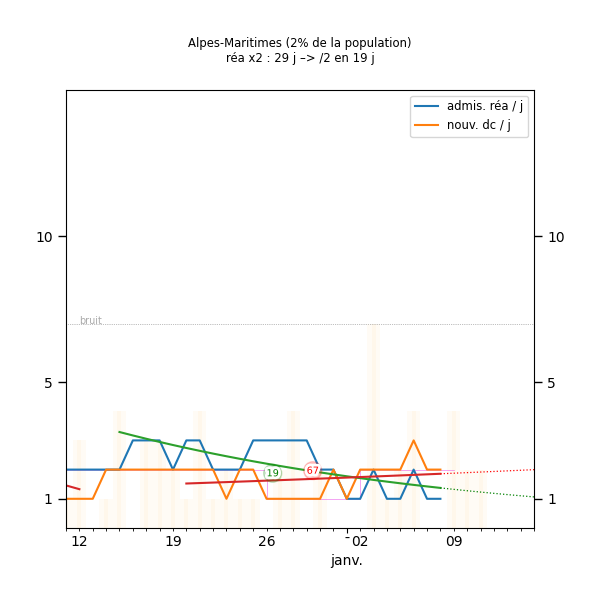 Alpes-Maritimes (2% de la population)
réa x2 : 29 j –> /2 en 19 j
admis. réa / j
nouv. dc / j
10
10
bruit
5
5
19
67
1
1
12
19
26
02
09
janv.